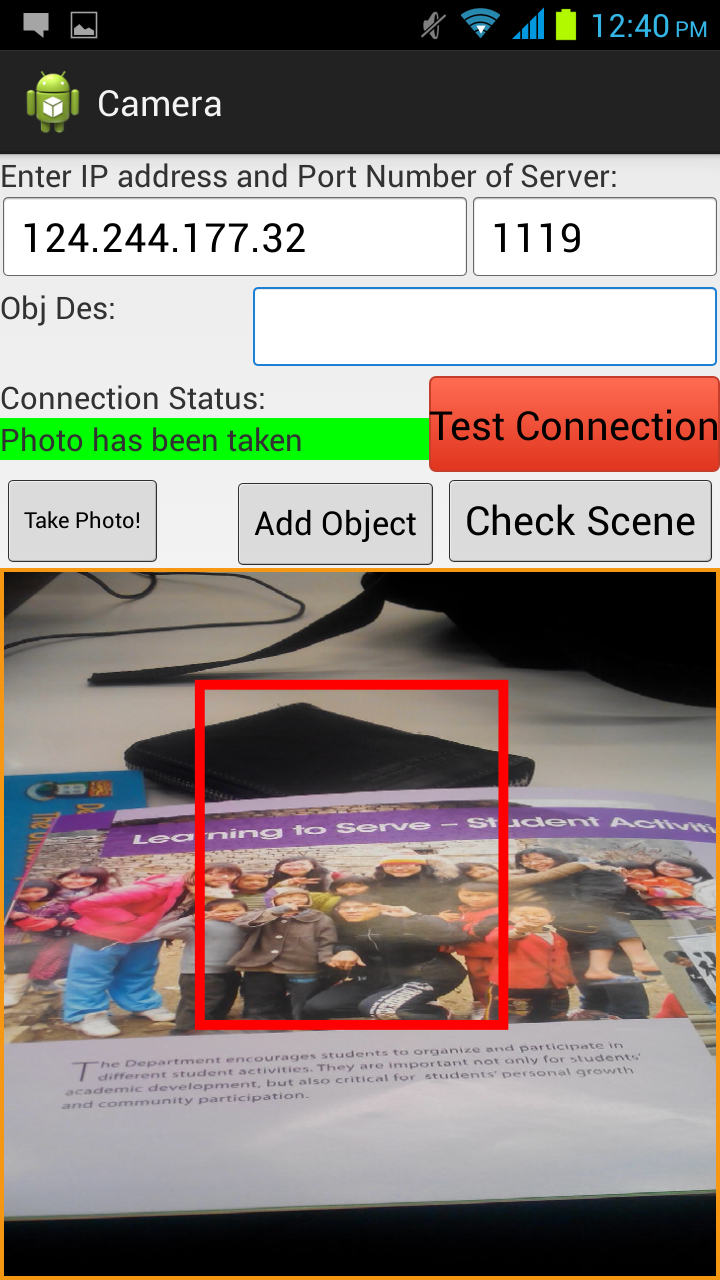 12:40 PM
Camera
Enter IP address and Port Number of Server:
124.244.177.32
1119
Obj Des:
Connection Status:
Photo has been taken
Test Connection
Take Photo!
Add Object
Check Scene
Learning to Serve – Student Activiti
The Department encourages students to organize and participate in
different student activities. They are important not only for students'
academic development, but also critical for students' personal growth
and community participation.